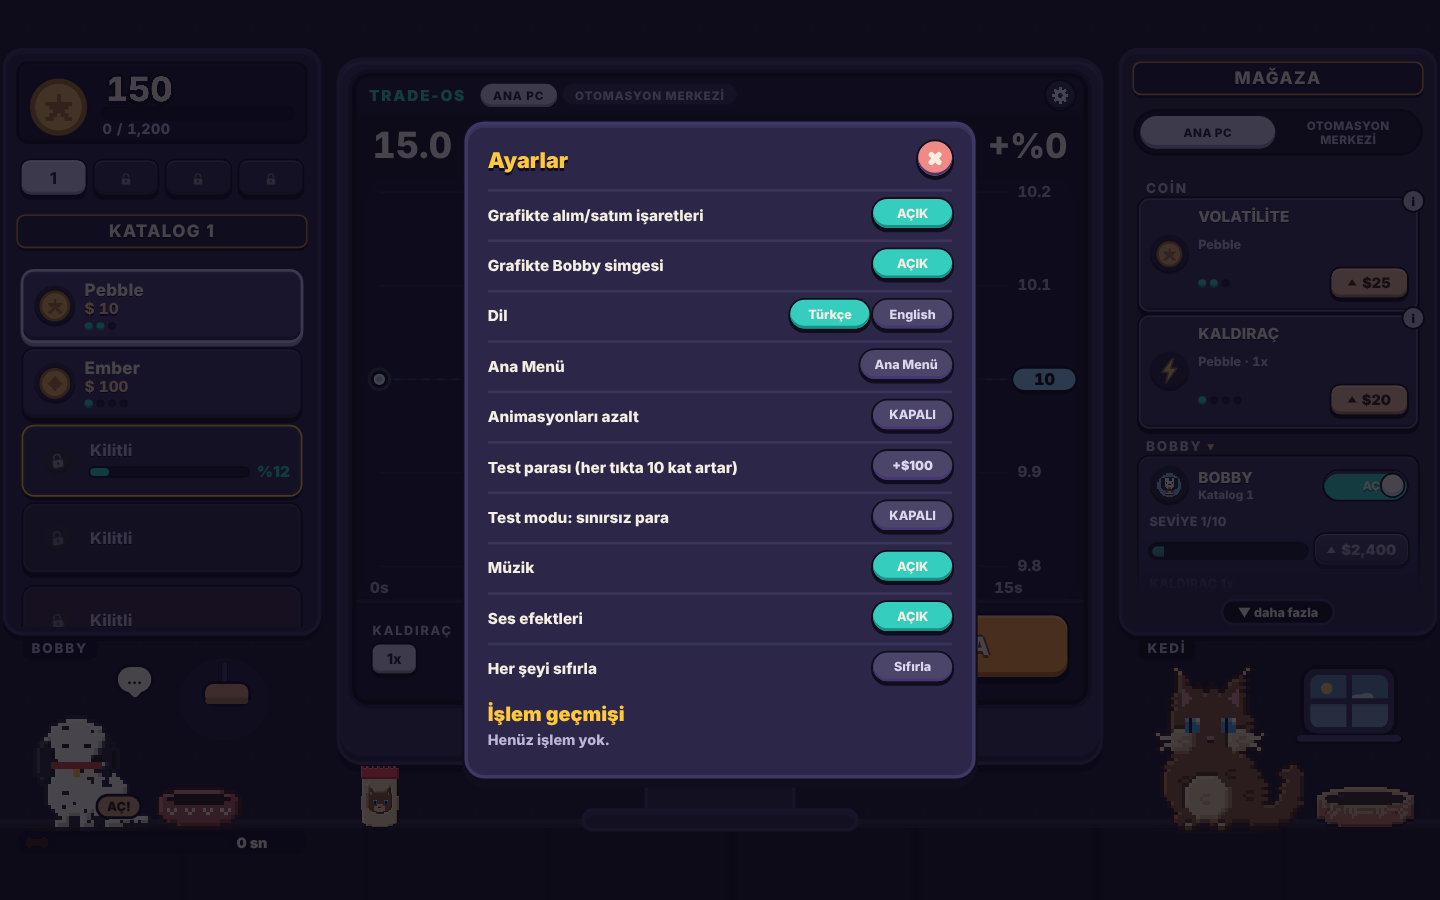 150
0 / 1,200
1
KATALOG 1
Pebble
$ 10
Ember
$ 100
Kilitli
%12
Kilitli
Kilitli
BOBBY
...
AÇ!
0 sn
TRADE-OS
ANA PC
OTOMASYON MERKEZİ
15.0
+%0
10.2
10.1
10
9.9
9.8
0s
15s
KALDIRAÇ
1x
A
Ayarlar
Grafikte alım/satım işaretleri
AÇIK
Grafikte Bobby simgesi
AÇIK
Dil
Türkçe
English
Ana Menü
Ana Menü
Animasyonları azalt
KAPALI
Test parası (her tıkta 10 kat artar)
+$100
Test modu: sınırsız para
KAPALI
Müzik
AÇIK
Ses efektleri
AÇIK
Her şeyi sıfırla
Sıfırla
İşlem geçmişi
Henüz işlem yok.
MAĞAZA
ANA PC
OTOMASYON
MERKEZİ
COİN
i
VOLATİLİTE
Pebble
$25
i
KALDIRAÇ
Pebble · 1x
$20
BOBBY ▾
BOBBY
Katalog 1
AÇ
SEVİYE 1/10
$2,400
KALDIRAÇ 1x
▼ daha fazla
KEDİ